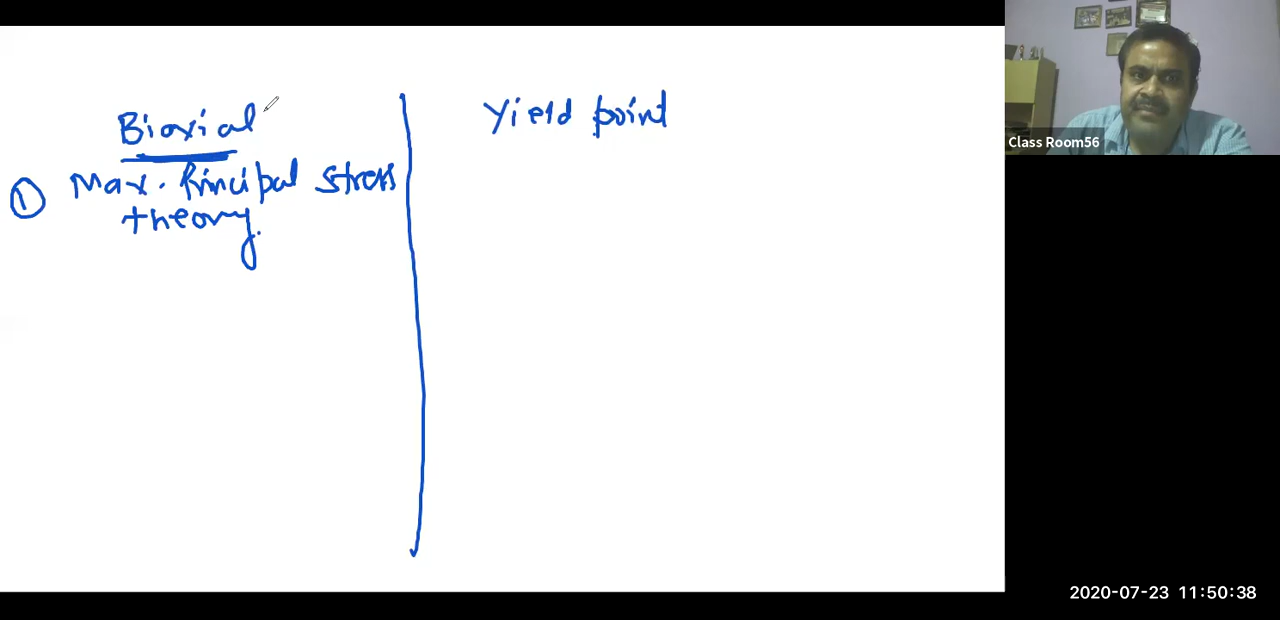 Biaxial
① Max. Principal stress
theory.
Yield point
Class Room56
2020-07-23 11:50:38